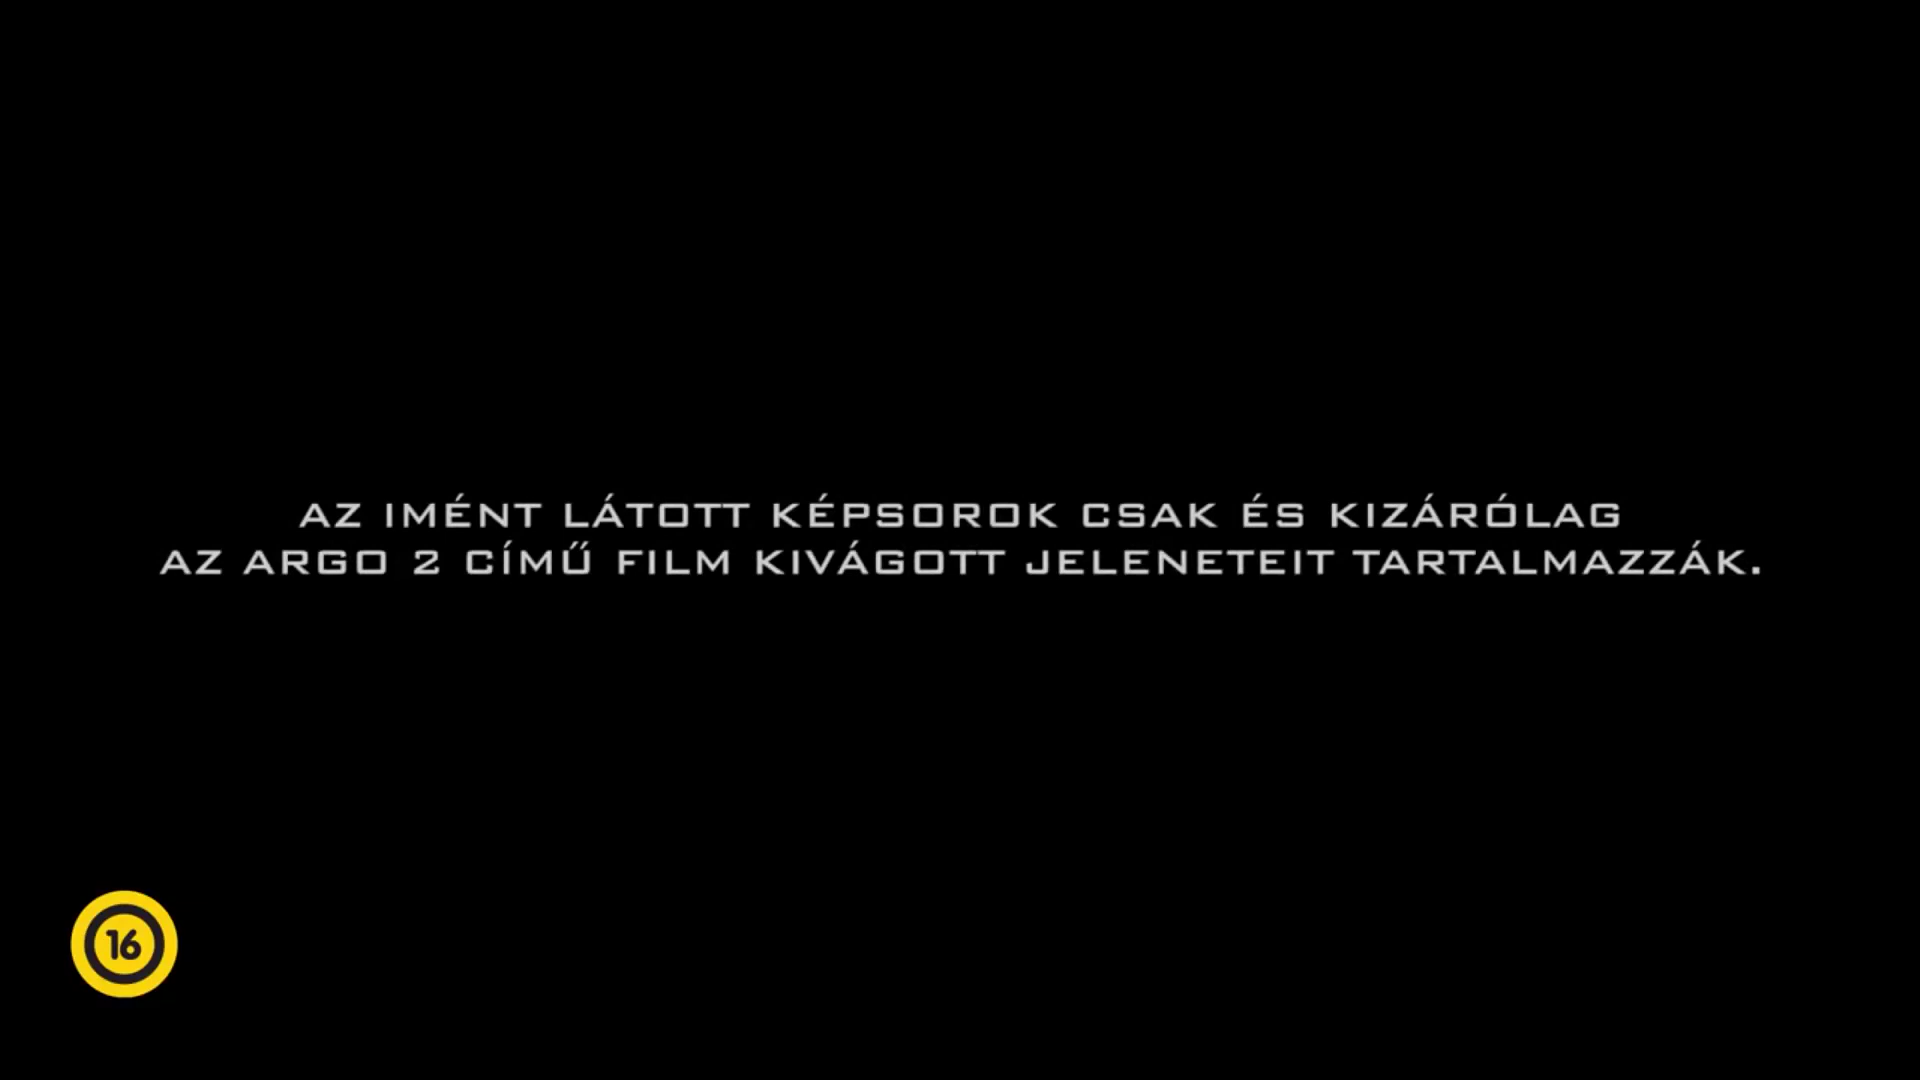 AZ IMÉNT LÁTOTT KÉPSOROK CSAK ÉS KIZÁRÓLAG
AZ ARGO 2 CÍMŰ FILM KIVÁGOTT JELENETEIT TARTALMAZZÁK.
16